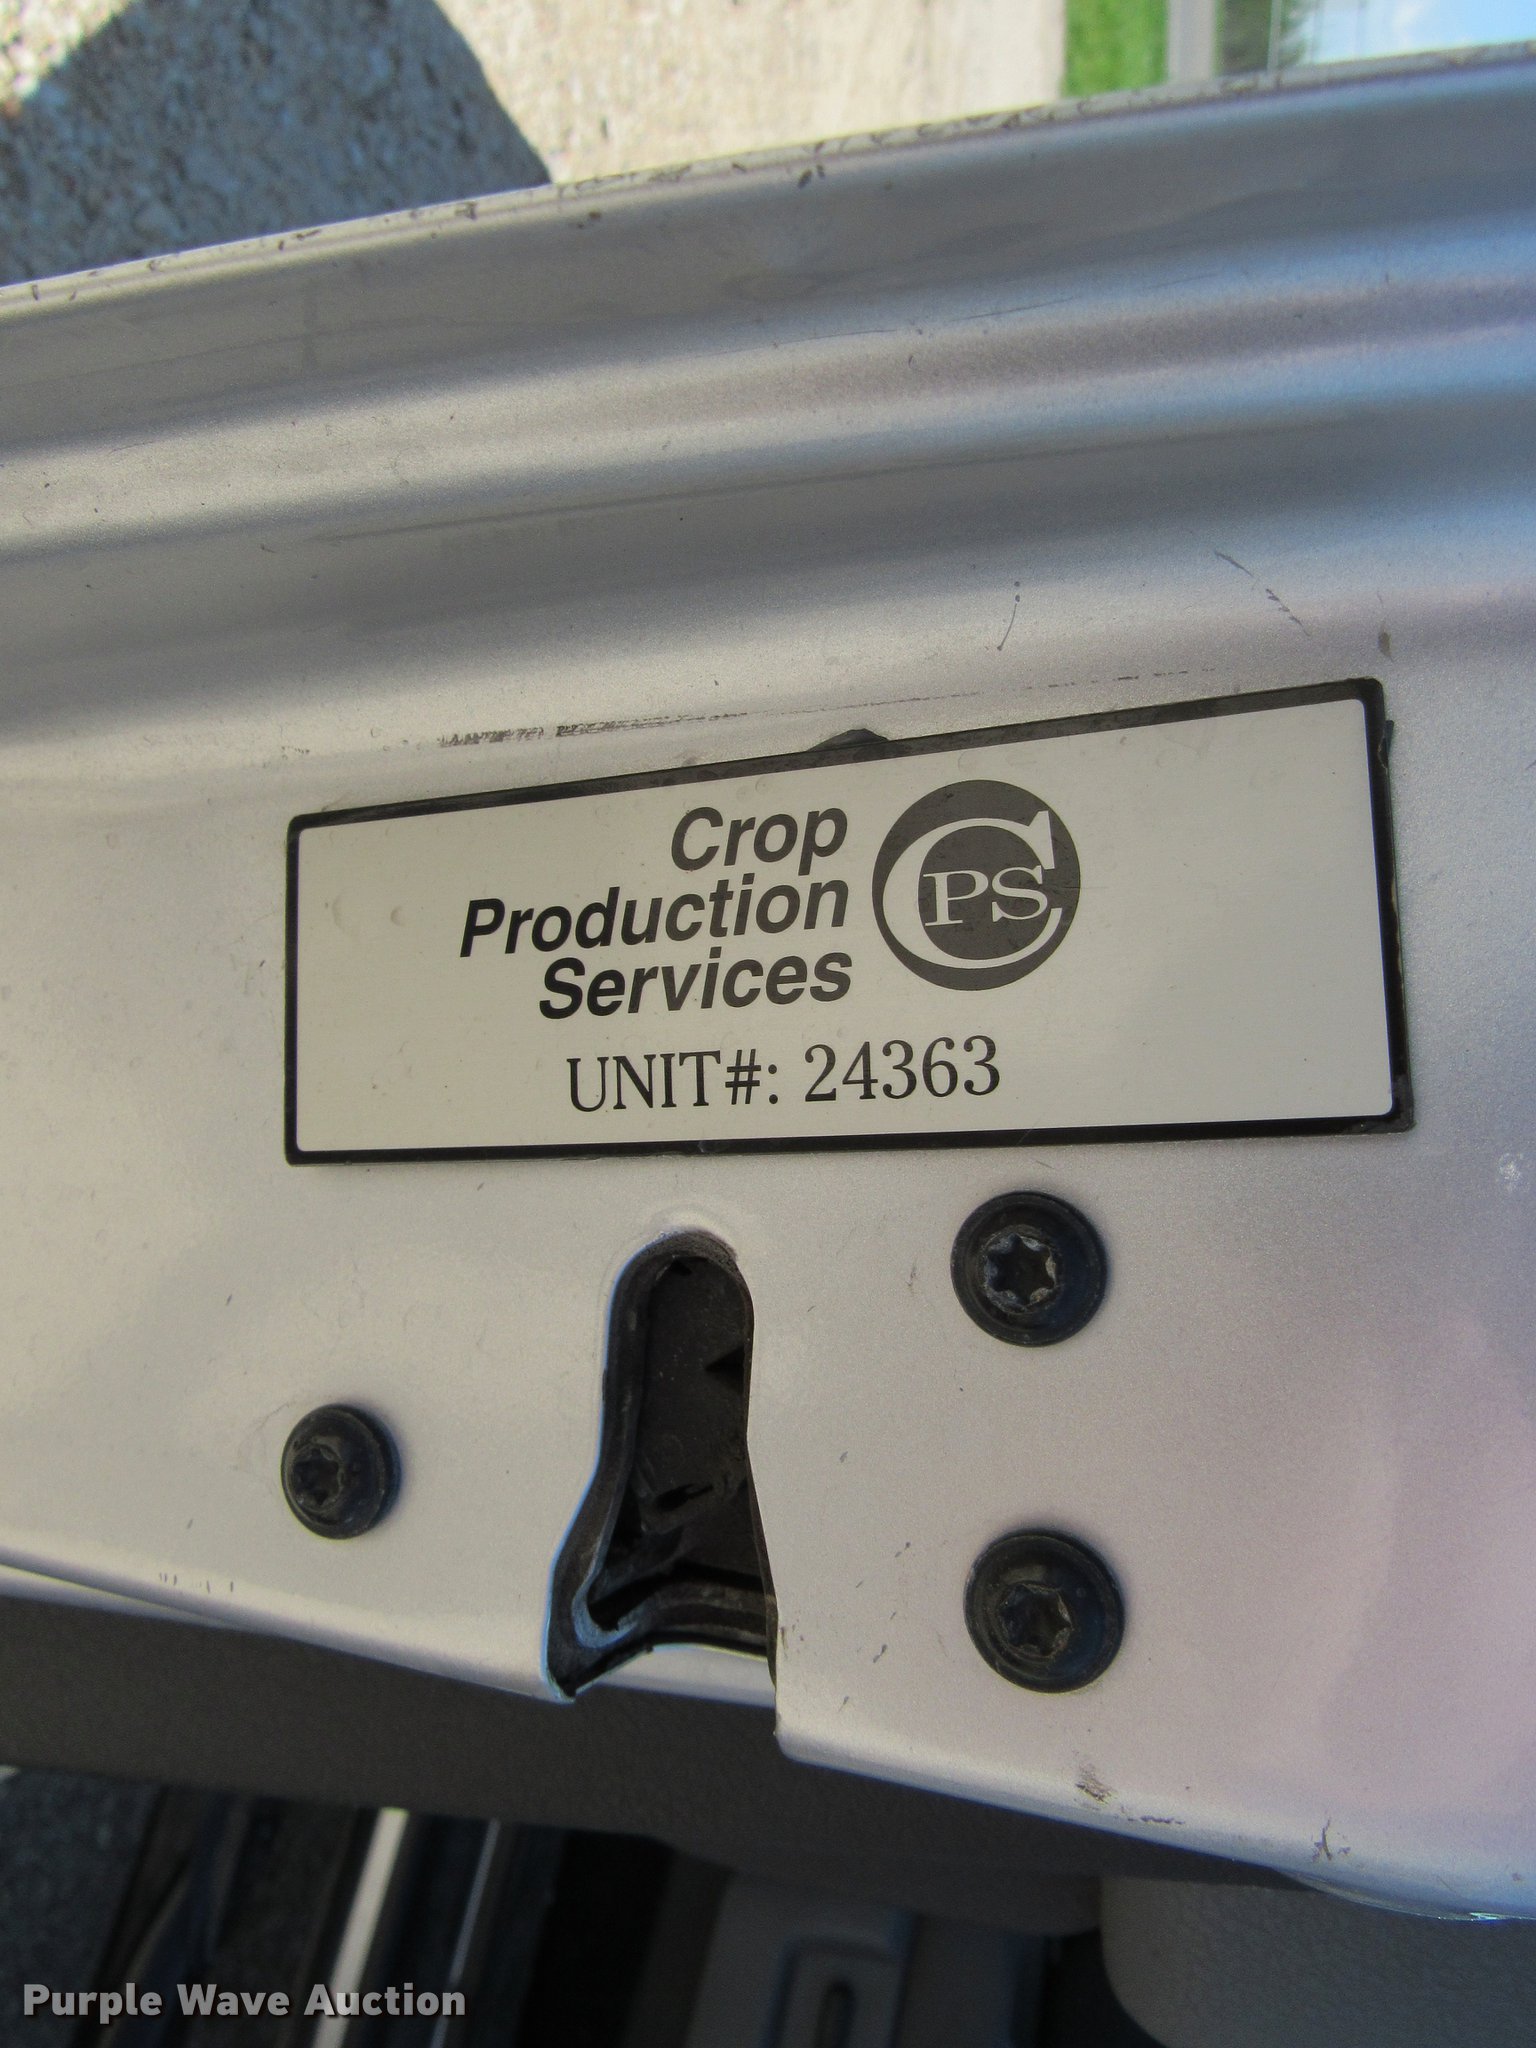 Crop
Production
Services
CPS
UNIT#: 24363
Purple Wave Auction